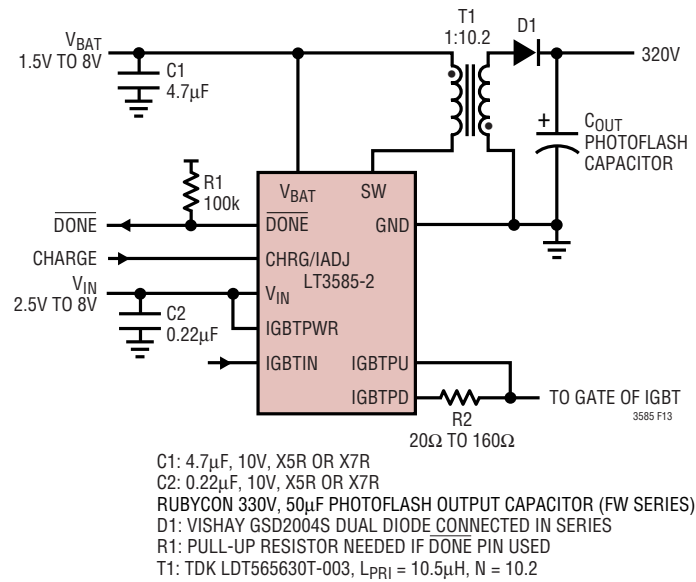 T1
1:10.2
D1
VBAT
1.5V TO 8V
C1
4.7µF
320V
+
COUT
PHOTOFLASH
CAPACITOR
R1
100k
VBAT
SW
DONE
DONE
GND
CHARGE
CHRG/IADJ
LT3585-2
VIN
2.5V TO 8V
VIN
C2
0.22µF
IGBTPWR
IGBTIN
IGBTPU
IGBTPD
TO GATE OF IGBT
3585 F13
R2
20Ω TO 160Ω
C1: 4.7µF, 10V, X5R OR X7R
C2: 0.22µF, 10V, X5R OR X7R
RUBYCON 330V, 50µF PHOTOFLASH OUTPUT CAPACITOR (FW SERIES)
D1: VISHAY GSD2004S DUAL DIODE CONNECTED IN SERIES
R1: PULL-UP RESISTOR NEEDED IF DONE PIN USED
T1: TDK LDT565630T-003, LPRI = 10.5µH, N = 10.2